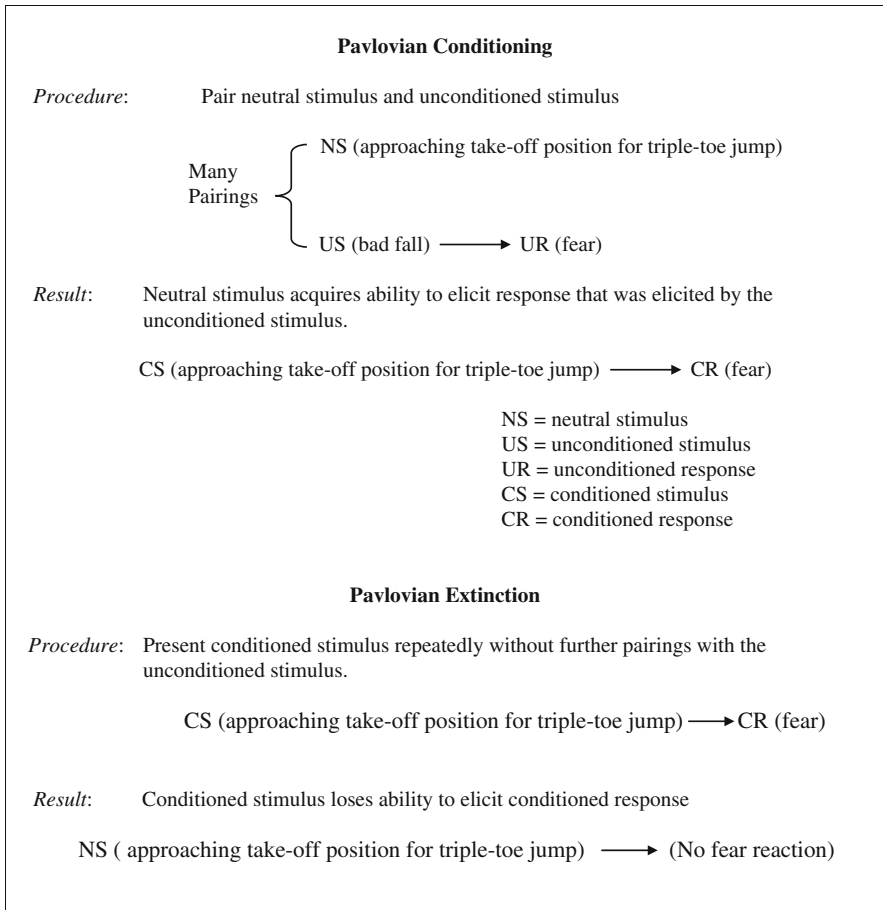 Pavlovian Conditioning
Procedure: Pair neutral stimulus and unconditioned stimulus
NS (approaching take-off position for triple-toe jump)
Many
Pairings
US (bad fall) UR (fear)
Result: Neutral stimulus acquires ability to elicit response that was elicited by the
unconditioned stimulus.
CS (approaching take-off position for triple-toe jump) CR (fear)
NS = neutral stimulus
US = unconditioned stimulus
UR = unconditioned response
CS = conditioned stimulus
CR = conditioned response
Pavlovian Extinction
Procedure: Present conditioned stimulus repeatedly without further pairings with the
unconditioned stimulus.
CS (approaching take-off position for triple-toe jump) CR (fear)
Result: Conditioned stimulus loses ability to elicit conditioned response
NS ( approaching take-off position for triple-toe jump) (No fear reaction)